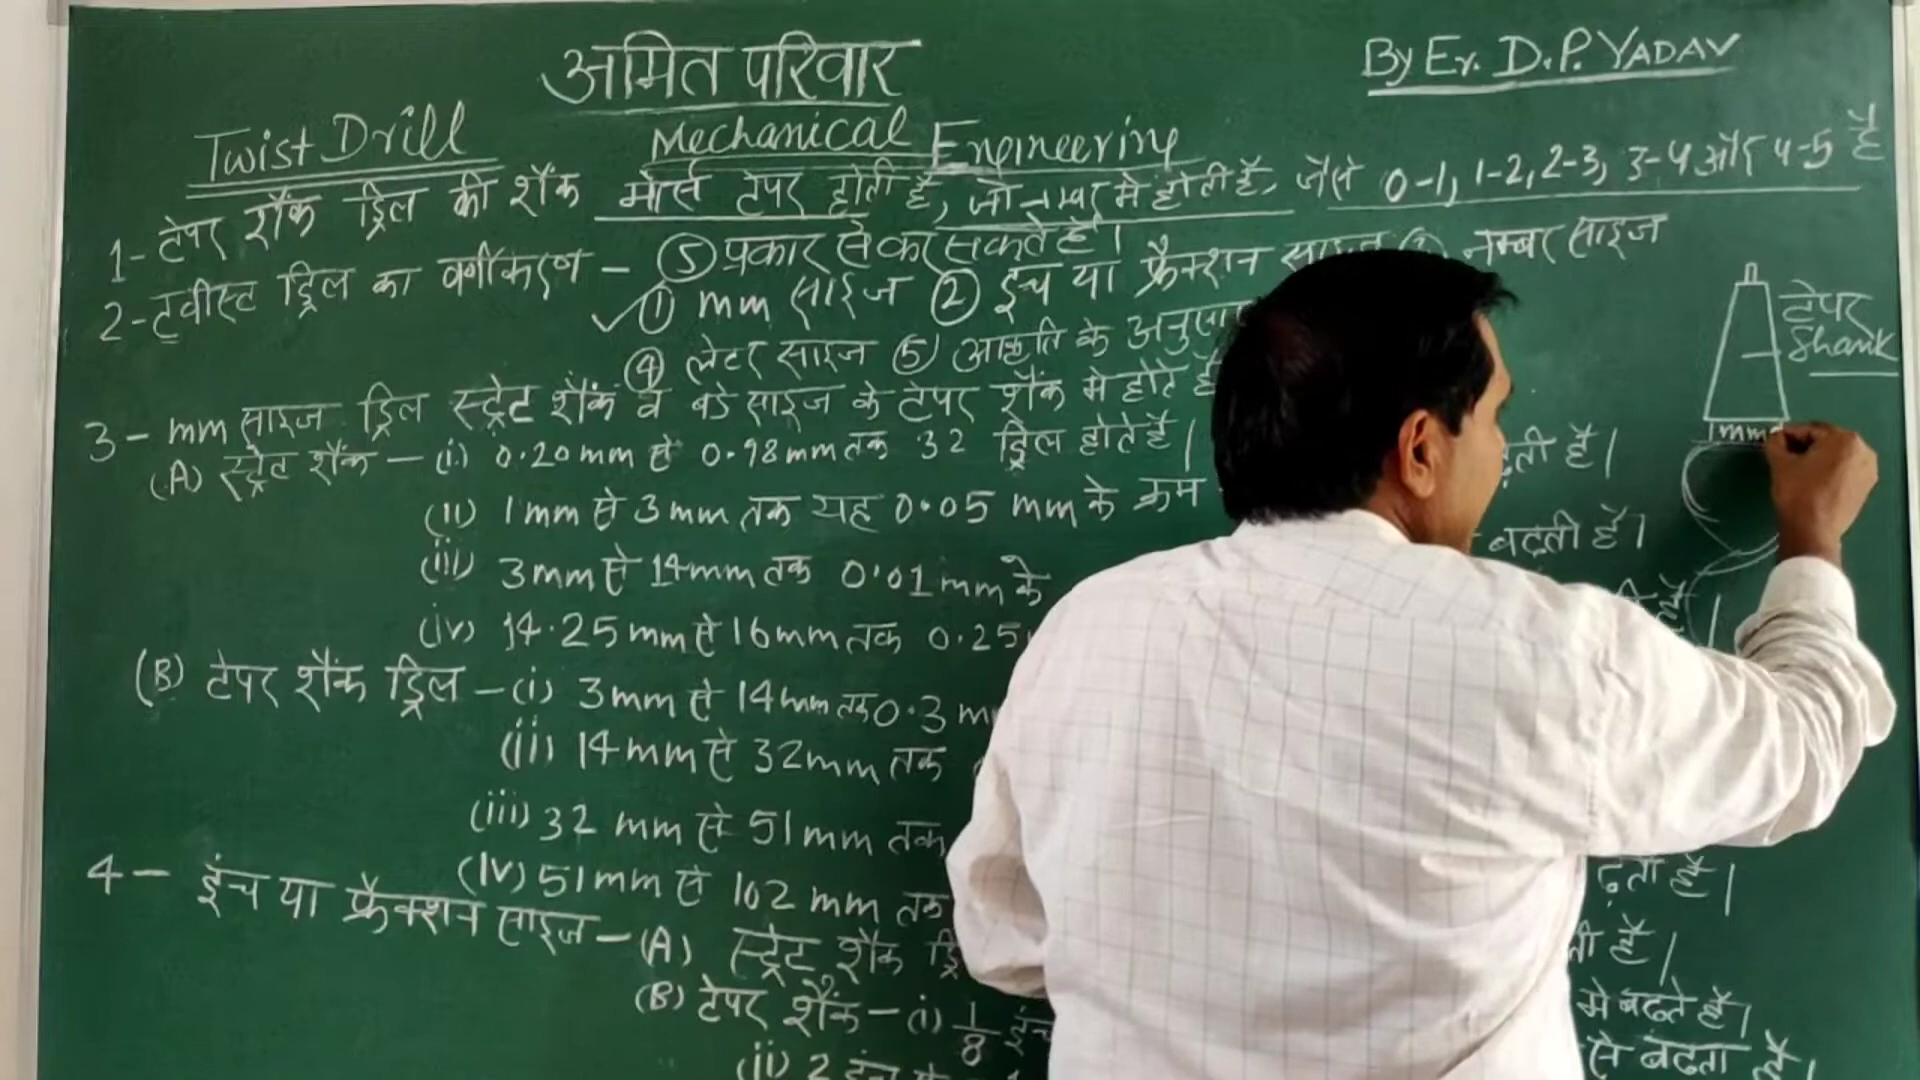 अमित परिवार
By Er. D.P. YADAV
Twist Drill
Mechanical Engineering
1- टेपर शैंक ड्रिल की शैंक मोर्स टेपर होती है, जो नम्बर में होती है, जैसे 0-1, 1-2, 2-3, 3-4 और 4-5 है
2- ट्वीस्ट ड्रिल का वर्गीकरण - ⑤ प्रकार से कर सकते हैं।
① mm साइज ② इंच या फ्रैक्शन नम्बर साइज
④ लेटर साइज ⑤ आकृति के
टेपर
Shank
3- mm साइज ड्रिल स्ट्रेट शैंक व बडे साइज के टेपर शैंक में होते
(A) स्ट्रेट शैंक - (i) 0.20mm से 0.98mm तक 32 ड्रिल होते हैं।
(ii) 1mm से 3mm तक यह 0.05 mm के क्रम हैं।
(iii) 3mm से 14mm तक 0.01mm के बढ़ती हैं।
(iv) 14.25mm से 16mm तक 0.25
(B) टेपर शैंक ड्रिल - (i) 3mm से 14mm तक 0.3
(ii) 14mm से 32mm तक
(iii) 32 mm से 51mm तक
(iv) 51mm से 102 mm तक
4- इंच या फ्रैक्शन साइज - (A) स्ट्रेट शैंक
(B) टेपर शैंक - (i) 1/8 में बढते हैं।
(ii) 2 इंच से बढता हैं।